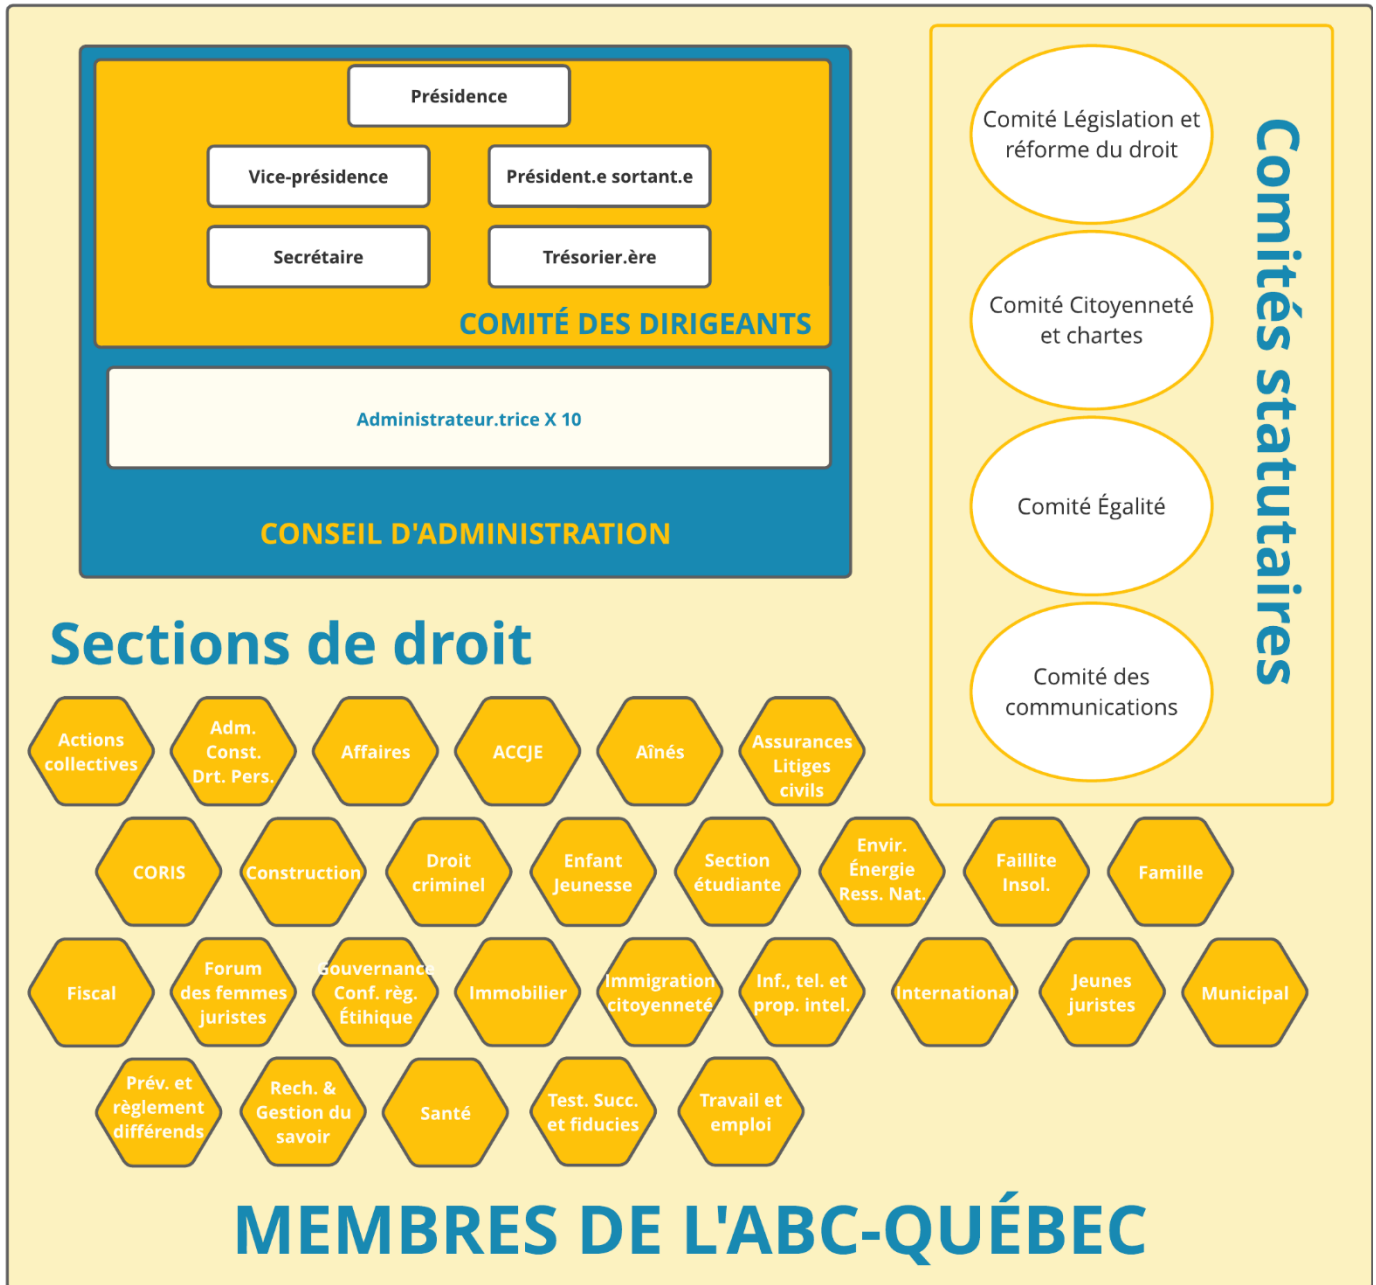 Présidence
Vice-présidence
Président.e sortant.e
Secrétaire
Trésorier.ère
COMITÉ DES DIRIGEANTS
Administrateur.trice X 10
CONSEIL D'ADMINISTRATION
Comité Législation et
réforme du droit
Comité Citoyenneté
et chartes
Comité Égalité
Comité des
communications
Comités statutaires
Sections de droit
Actions
collectives
Adm.
Const.
Drt. Pers.
Affaires
ACCJE
Aînés
Assurances
Litiges
civils
CORIS
Construction
Droit
criminel
Enfant
Jeunesse
Section
étudiante
Envir.
Énergie
Ress. Nat.
Faillite
Insol.
Famille
Fiscal
Forum
des femmes
juristes
Gouvernance
Conf. règ.
Étihique
Immobilier
Immigration
citoyenneté
Inf., tel. et
prop. intel.
International
Jeunes
juristes
Municipal
Prév. et
règlement
différends
Rech. &
Gestion du
savoir
Santé
Test. Succ.
et fiducies
Travail et
emploi
MEMBRES DE L'ABC-QUÉBEC